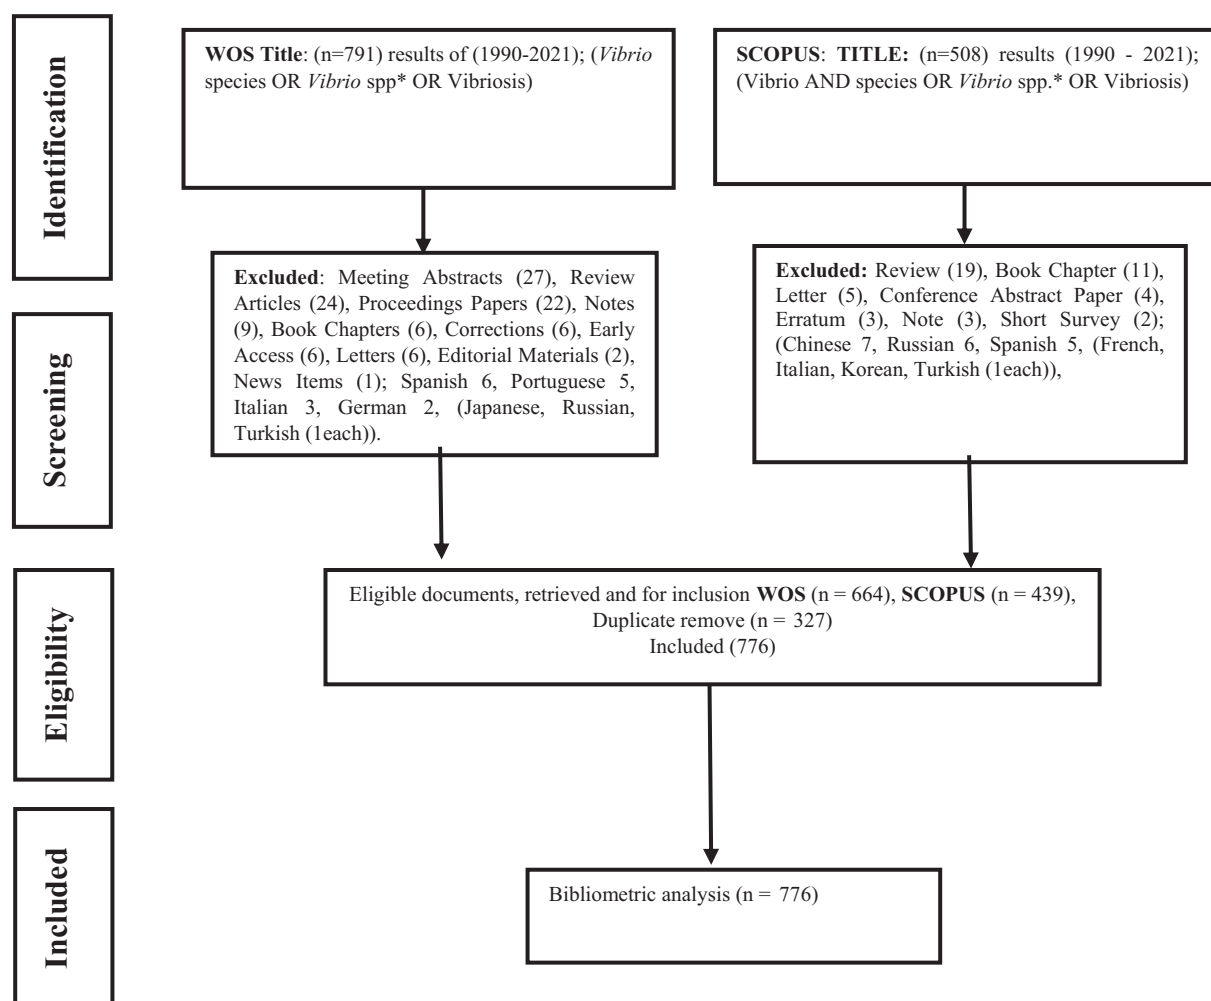 Identification
WOS Title: (n=791) results of (1990-2021); (Vibrio
species OR Vibrio spp* OR Vibriosis)
SCOPUS: TITLE: (n=508) results (1990 - 2021);
(Vibrio AND species OR Vibrio spp.* OR Vibriosis)
Screening
Excluded: Meeting Abstracts (27), Review
Articles (24), Proceedings Papers (22), Notes
(9), Book Chapters (6), Corrections (6), Early
Access (6), Letters (6), Editorial Materials (2),
News Items (1); Spanish 6, Portuguese 5,
Italian 3, German 2, (Japanese, Russian,
Turkish (1each)).
Excluded: Review (19), Book Chapter (11),
Letter (5), Conference Abstract Paper (4),
Erratum (3), Note (3), Short Survey (2);
(Chinese 7, Russian 6, Spanish 5, (French,
Italian, Korean, Turkish (1each)),
Eligibility
Eligible documents, retrieved and for inclusion WOS (n = 664), SCOPUS (n = 439),
Duplicate remove (n = 327)
Included (776)
Included
Bibliometric analysis (n = 776)